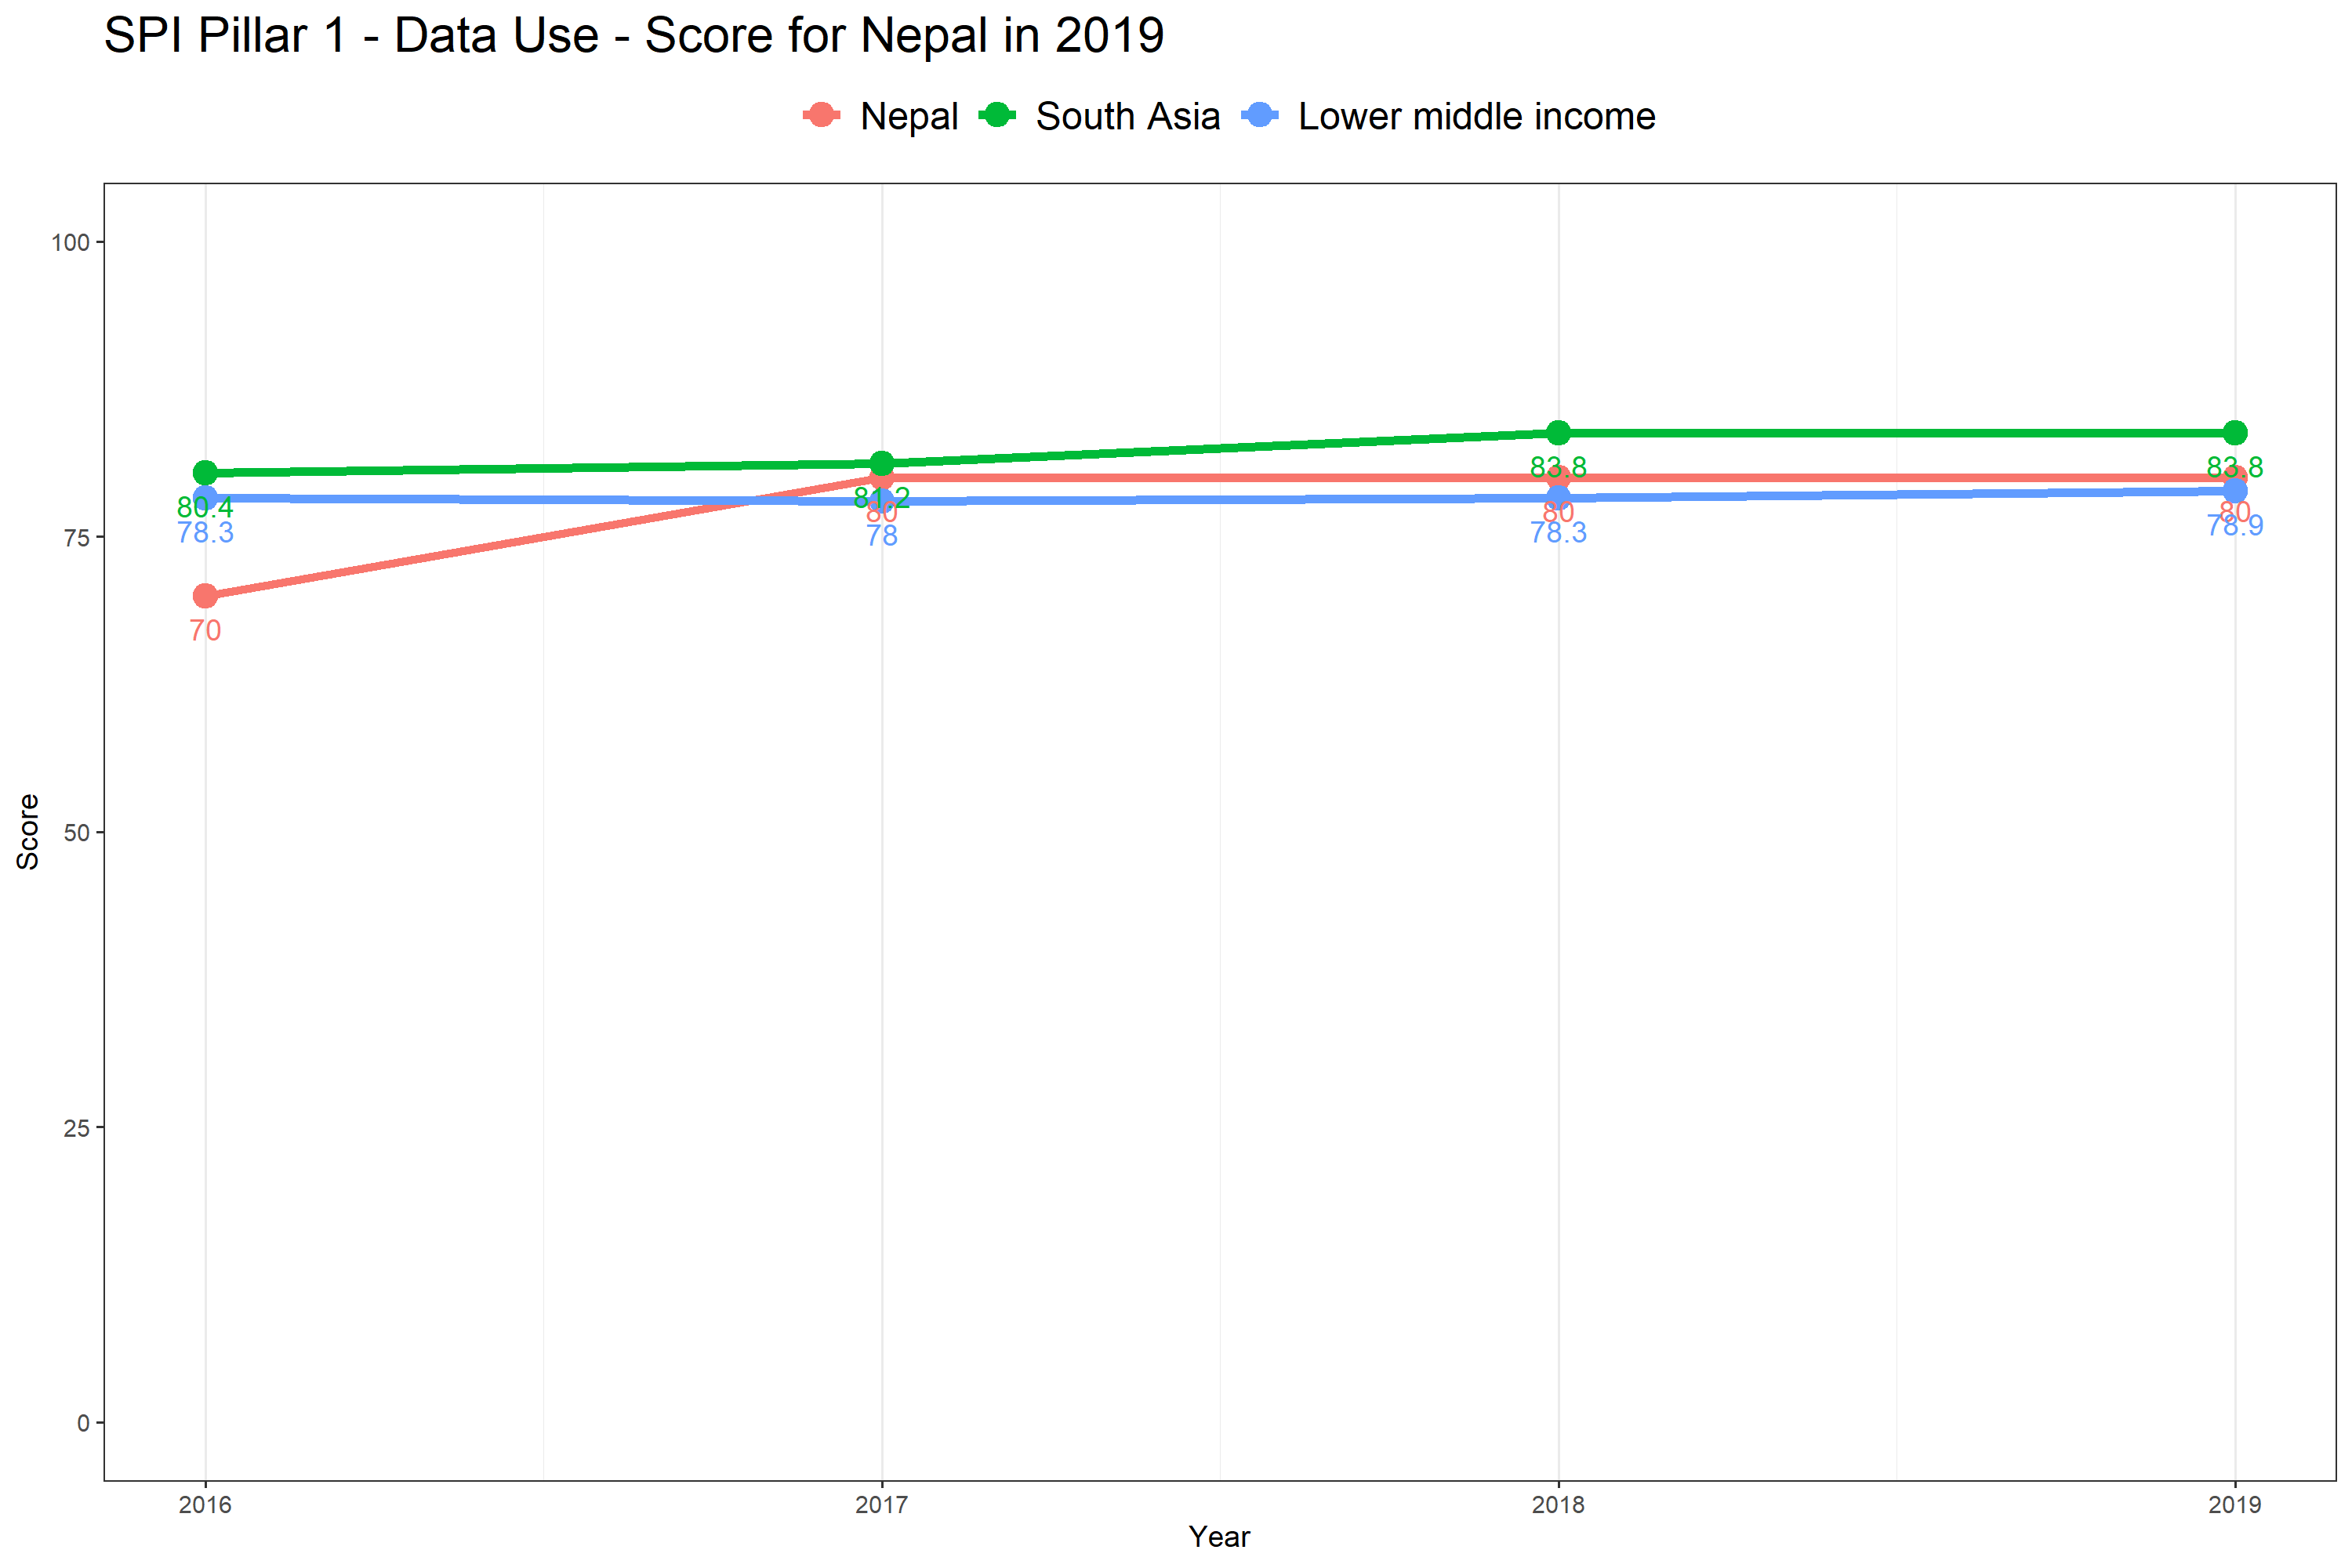 SPI Pillar 1 - Data Use - Score for Nepal in 2019
Nepal South Asia Lower middle income
100
83.8 83.8
81.2
80.4 80 80 80
78.3 78 78.3 78.9
75
70
Score
50
25
0
2016 2017 2018 2019
Year